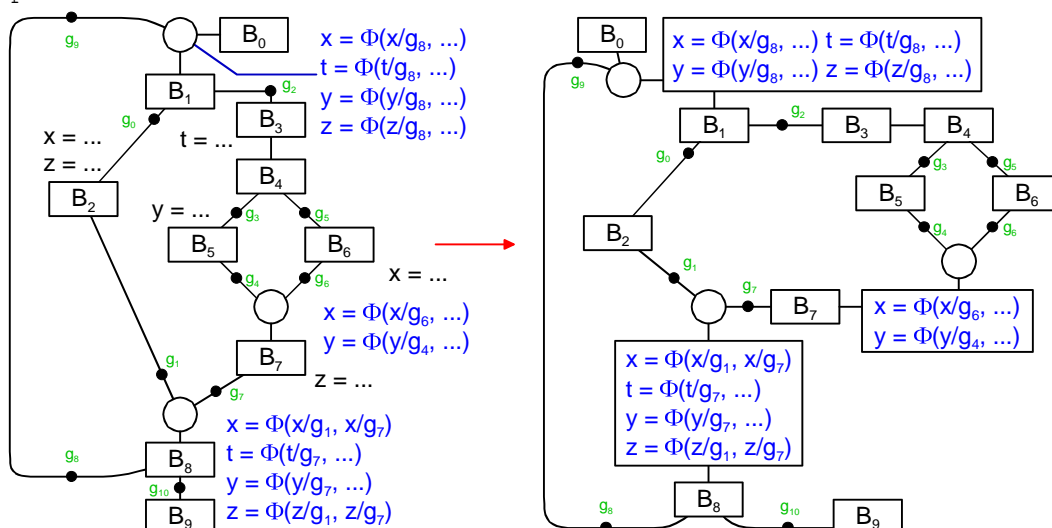 g₉
B₀
x = Φ(x/g₈, ...)
t = Φ(t/g₈, ...)
y = Φ(y/g₈, ...)
z = Φ(z/g₈, ...)
B₁
g₂
g₀
B₃
x = ...
z = ...
t = ...
B₄
B₂
y = ...
g₃
g₅
B₅
B₆
x = ...
g₄
g₆
x = Φ(x/g₆, ...)
y = Φ(y/g₄, ...)
B₇
g₁
z = ...
g₇
x = Φ(x/g₁, x/g₇)
t = Φ(t/g₇, ...)
y = Φ(y/g₇, ...)
z = Φ(z/g₁, z/g₇)
g₈
B₈
g₁₀
B₉
B₀
g₉
x = Φ(x/g₈, ...) t = Φ(t/g₈, ...)
y = Φ(y/g₈, ...) z = Φ(z/g₈, ...)
B₁
g₂
B₃
B₄
g₀
g₃
g₅
B₅
B₆
B₂
g₄
g₆
g₁
g₇
B₇
x = Φ(x/g₆, ...)
y = Φ(y/g₄, ...)
x = Φ(x/g₁, x/g₇)
t = Φ(t/g₇, ...)
y = Φ(y/g₇, ...)
z = Φ(z/g₁, z/g₇)
B₈
g₈
g₁₀
B₉